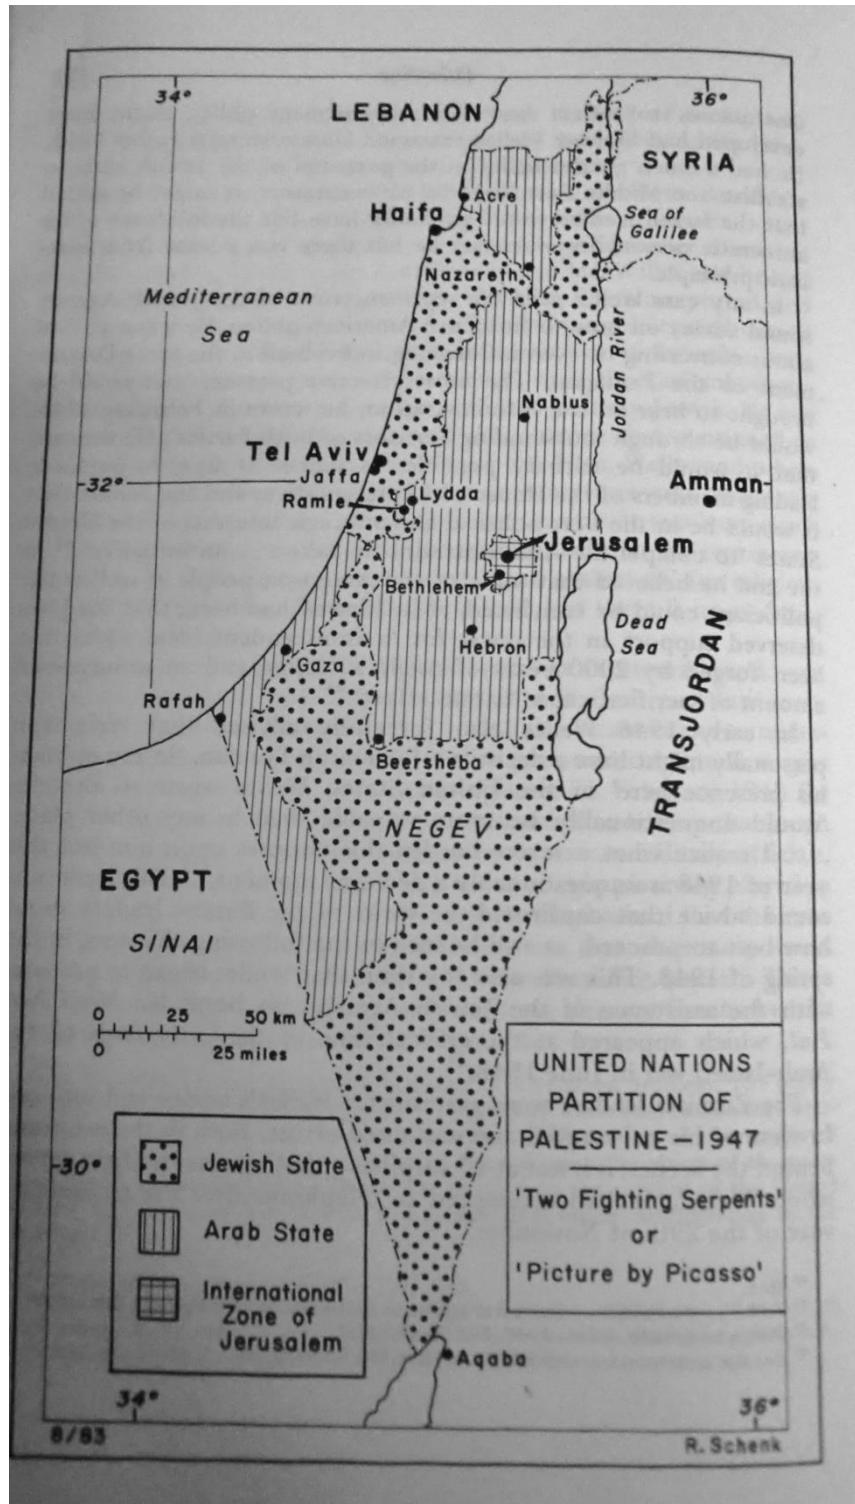 34°
36°
LEBANON
SYRIA
Acre
Haifa
Sea of
Galilee
Nazareth
Mediterranean
Sea
Jordan River
Nablus
Tel Aviv
Jaffa
32°
Lydda
Amman
Ramle
Jerusalem
Bethlehem
Dead
Sea
Hebron
Gaza
Rafah
TRANSJORDAN
Beersheba
NEGEV
EGYPT
SINAI
0 25 50 km
0 25 miles
UNITED NATIONS
PARTITION OF
PALESTINE—1947
'Two Fighting Serpents'
or
'Picture by Picasso'
Jewish State
30°
Arab State
International
Zone of
Jerusalem
Aqaba
34°
36°
8/83
R. Schenk